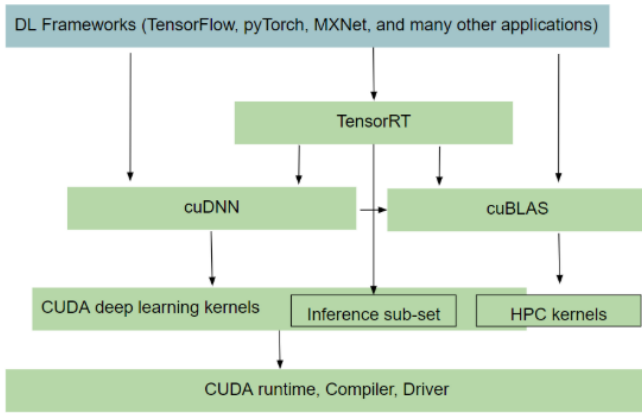 DL Frameworks (TensorFlow, pyTorch, MXNet, and many other applications)
TensorRT
cuDNN
cuBLAS
CUDA deep learning kernels
Inference sub-set
HPC kernels
CUDA runtime, Compiler, Driver